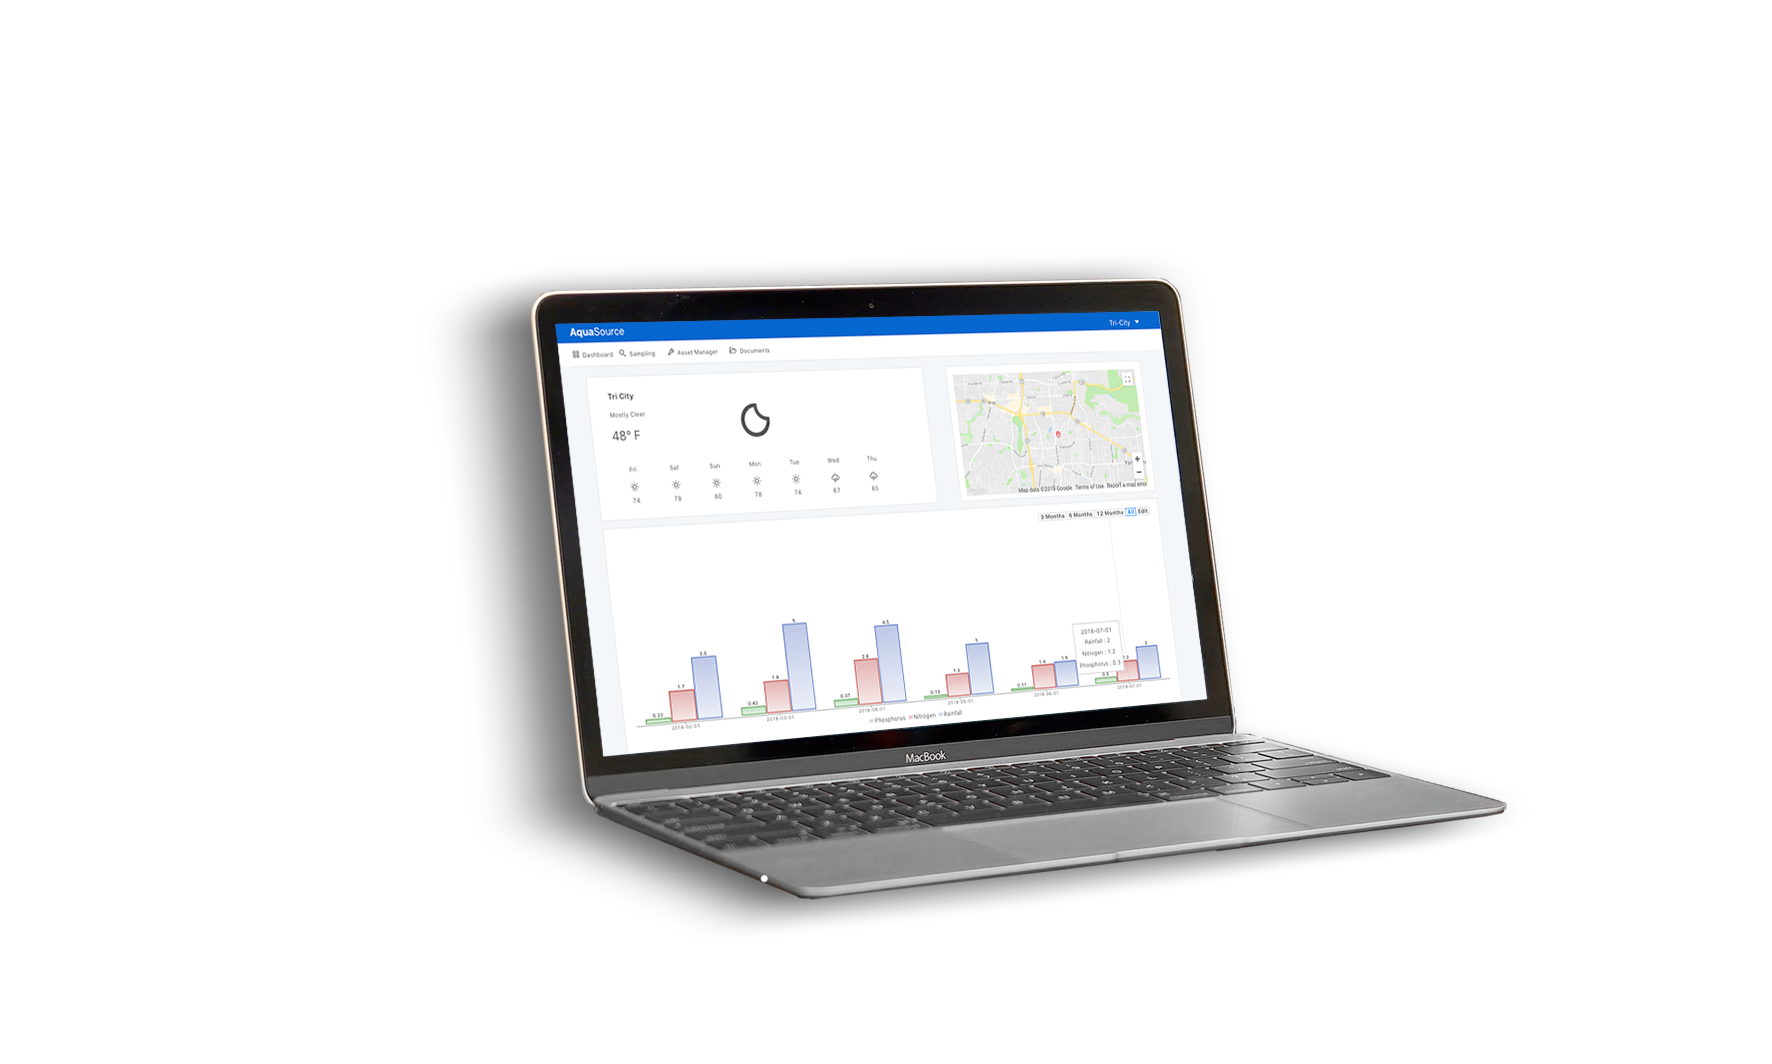 AquaSource
Tri-City
Dashboard Sampling Asset Manager Documents
Tri City
Mostly Clear
48° F
Fri Sat Sun Mon Tue Wed Thu
74 79 80 78 74 67 65
Map data ©2019 Google Terms of Use Report a map error
3 Months 6 Months 12 Months All Edit
3.5 5 4.5 3 1.5 2
1.7 1.8 2.6 1.3 1.4 1.2
0.22 0.42 0.37 0.13 0.11 0.3
2018-07-01
Rainfall : 2
Nitrogen : 1.2
Phosphorus : 0.3
2018-02-01 2018-03-01 2018-04-01 2018-05-01 2018-06-01 2018-07-01
Phosphorus Nitrogen Rainfall
MacBook